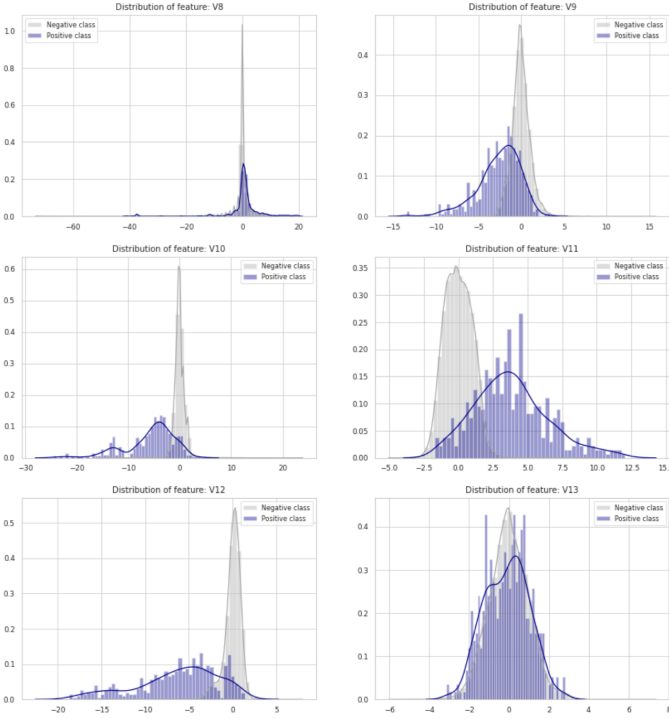 Distribution of feature: V8
Negative class
Positive class
1.0
0.8
0.6
0.4
0.2
0.0
−60 −40 −20 0 20
Distribution of feature: V9
Negative class
Positive class
0.4
0.3
0.2
0.1
0.0
−15 −10 −5 0 5 10 15
Distribution of feature: V10
Negative class
Positive class
0.6
0.5
0.4
0.3
0.2
0.1
0.0
−30 −20 −10 0 10 20
Distribution of feature: V11
Negative class
Positive class
0.35
0.30
0.25
0.20
0.15
0.10
0.05
0.00
−5.0 −2.5 0.0 2.5 5.0 7.5 10.0 12.5 15.
Distribution of feature: V12
Negative class
Positive class
0.5
0.4
0.3
0.2
0.1
0.0
−20 −15 −10 −5 0 5
Distribution of feature: V13
Negative class
Positive class
0.4
0.3
0.2
0.1
0.0
−6 −4 −2 0 2 4 6